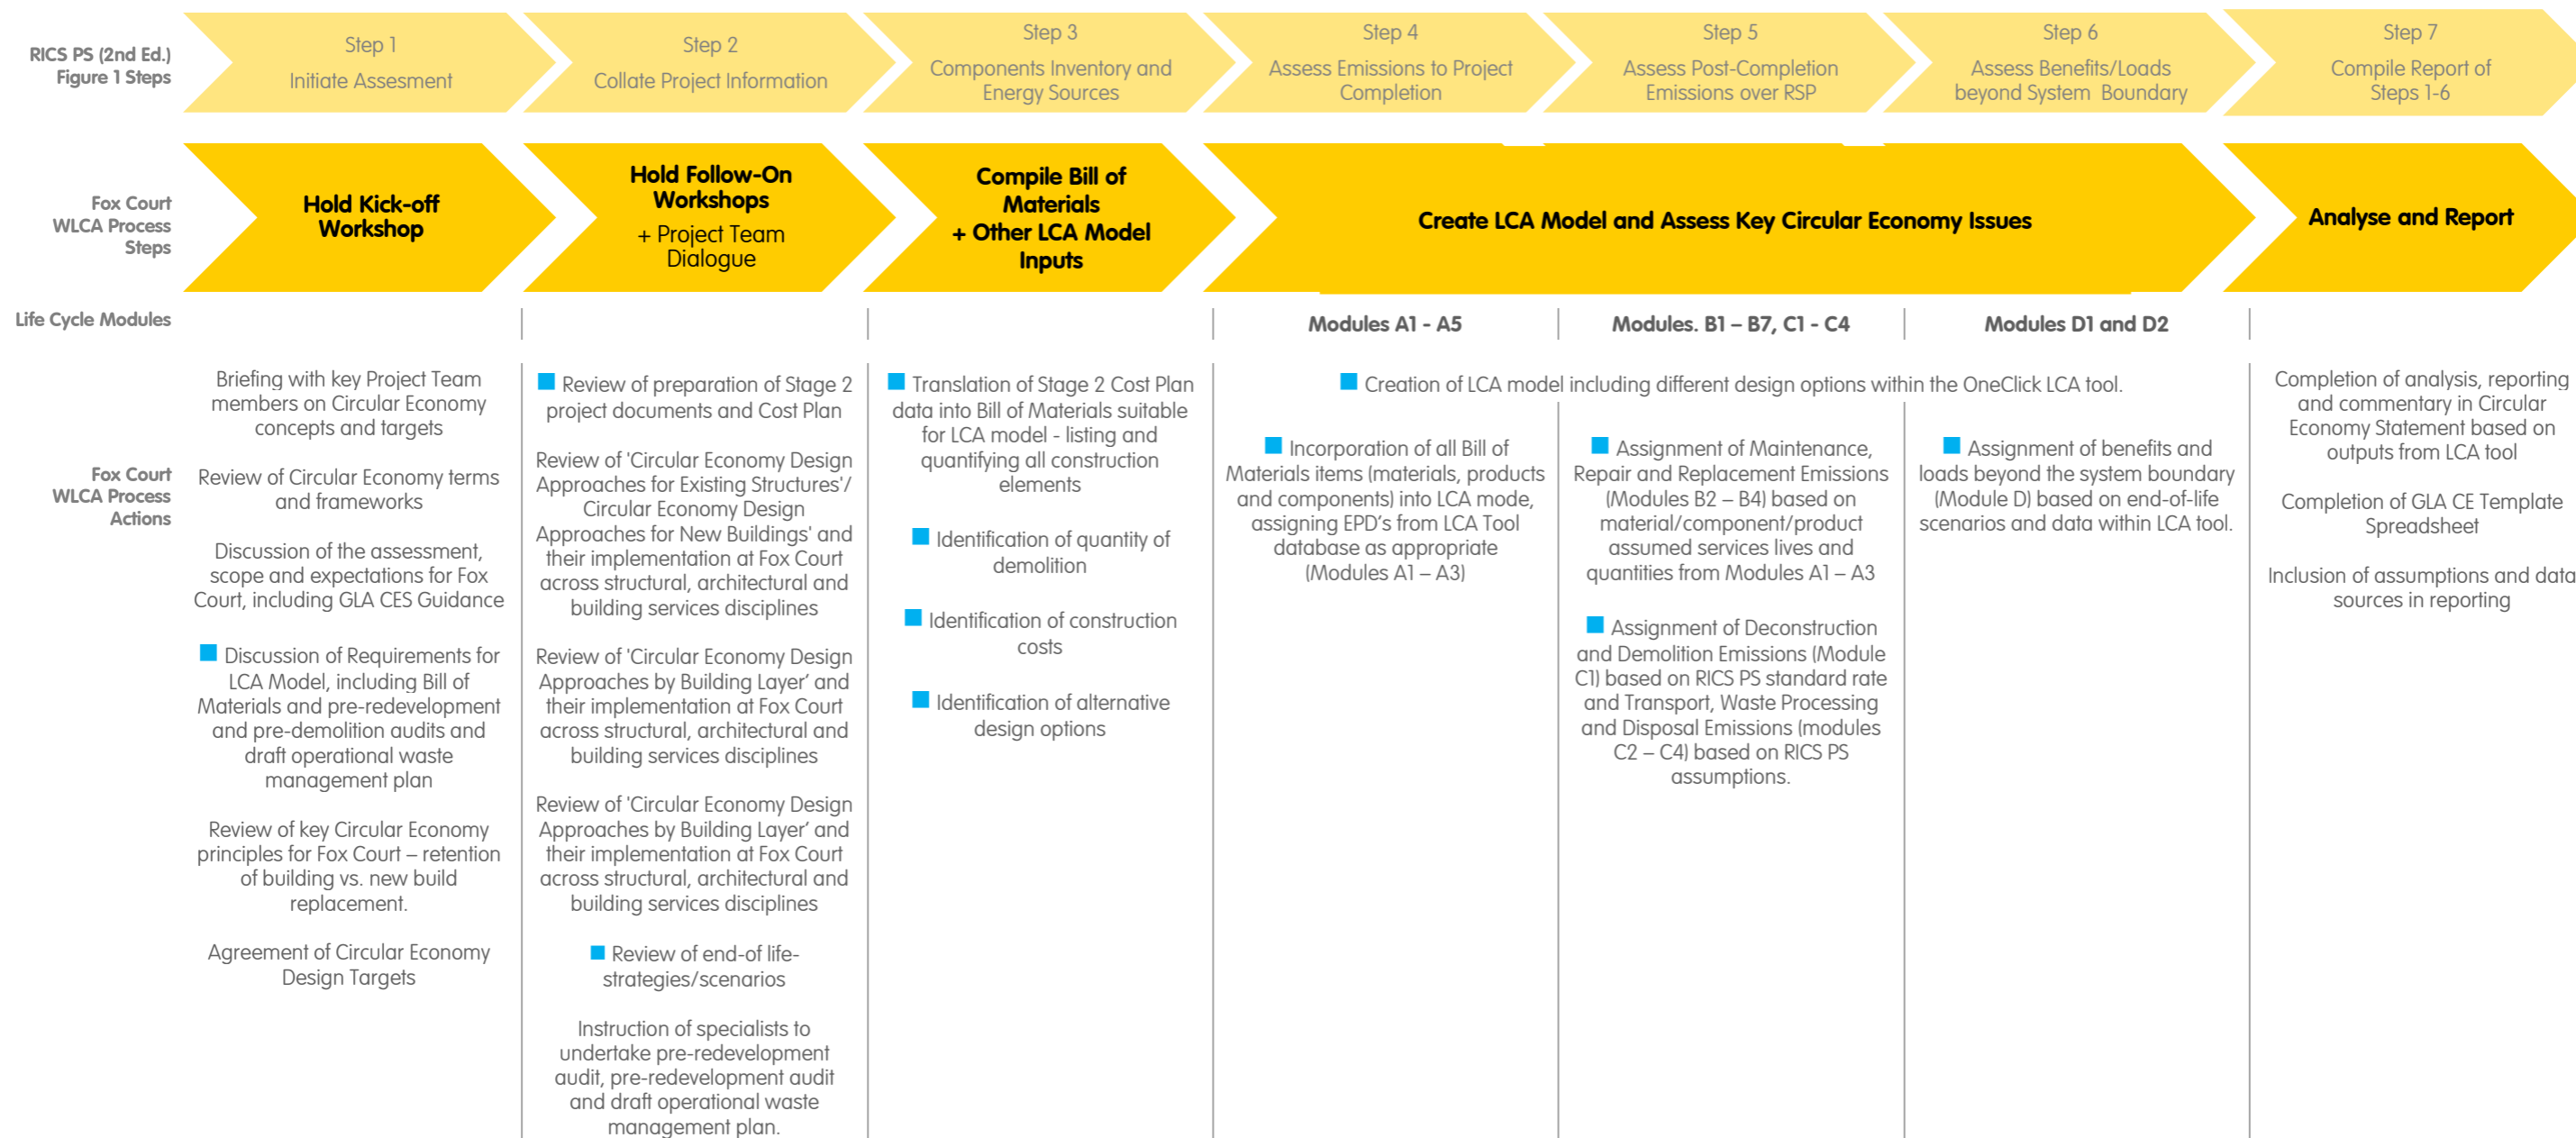 RICS PS (2nd Ed.)
Figure 1 Steps
Step 1
Initiate Assesment
Step 2
Collate Project Information
Step 3
Components Inventory and
Energy Sources
Step 4
Assess Emissions to Project
Completion
Step 5
Assess Post-Completion
Emissions over RSP
Step 6
Assess Benefits/Loads
beyond System Boundary
Step 7
Compile Report of
Steps 1-6
Fox Court
WLCA Process
Steps
Hold Kick-off
Workshop
Hold Follow-On
Workshops
+ Project Team
Dialogue
Compile Bill of
Materials
+ Other LCA Model
Inputs
Create LCA Model and Assess Key Circular Economy Issues
Analyse and Report
Life Cycle Modules
Modules A1 - A5
Modules. B1 – B7, C1 - C4
Modules D1 and D2
Fox Court
WLCA Process
Actions
Briefing with key Project Team
members on Circular Economy
concepts and targets
Review of Circular Economy terms
and frameworks
Discussion of the assessment,
scope and expectations for Fox
Court, including GLA CES Guidance
Discussion of Requirements for
LCA Model, including Bill of
Materials and pre-redevelopment
and pre-demolition audits and
draft operational waste
management plan
Review of key Circular Economy
principles for Fox Court – retention
of building vs. new build
replacement.
Agreement of Circular Economy
Design Targets
Review of preparation of Stage 2
project documents and Cost Plan
Review of 'Circular Economy Design
Approaches for Existing Structures'/
Circular Economy Design
Approaches for New Buildings' and
their implementation at Fox Court
across structural, architectural and
building services disciplines
Review of 'Circular Economy Design
Approaches by Building Layer' and
their implementation at Fox Court
across structural, architectural and
building services disciplines
Review of 'Circular Economy Design
Approaches by Building Layer' and
their implementation at Fox Court
across structural, architectural and
building services disciplines
Review of end-of life-
strategies/scenarios
Instruction of specialists to
undertake pre-redevelopment
audit, pre-redevelopment audit
and draft operational waste
management plan.
Translation of Stage 2 Cost Plan
data into Bill of Materials suitable
for LCA model - listing and
quantifying all construction
elements
Identification of quantity of
demolition
Identification of construction
costs
Identification of alternative
design options
Creation of LCA model including different design options within the OneClick LCA tool.
Incorporation of all Bill of
Materials items (materials, products
and components) into LCA mode,
assigning EPD's from LCA Tool
database as appropriate
(Modules A1 – A3)
Assignment of Maintenance,
Repair and Replacement Emissions
(Modules B2 – B4) based on
material/component/product
assumed services lives and
quantities from Modules A1 – A3
Assignment of Deconstruction
and Demolition Emissions (Module
C1) based on RICS PS standard rate
and Transport, Waste Processing
and Disposal Emissions (modules
C2 – C4) based on RICS PS
assumptions.
Assignment of benefits and
loads beyond the system boundary
(Module D) based on end-of-life
scenarios and data within LCA tool.
Completion of analysis, reporting
and commentary in Circular
Economy Statement based on
outputs from LCA tool
Completion of GLA CE Template
Spreadsheet
Inclusion of assumptions and data
sources in reporting